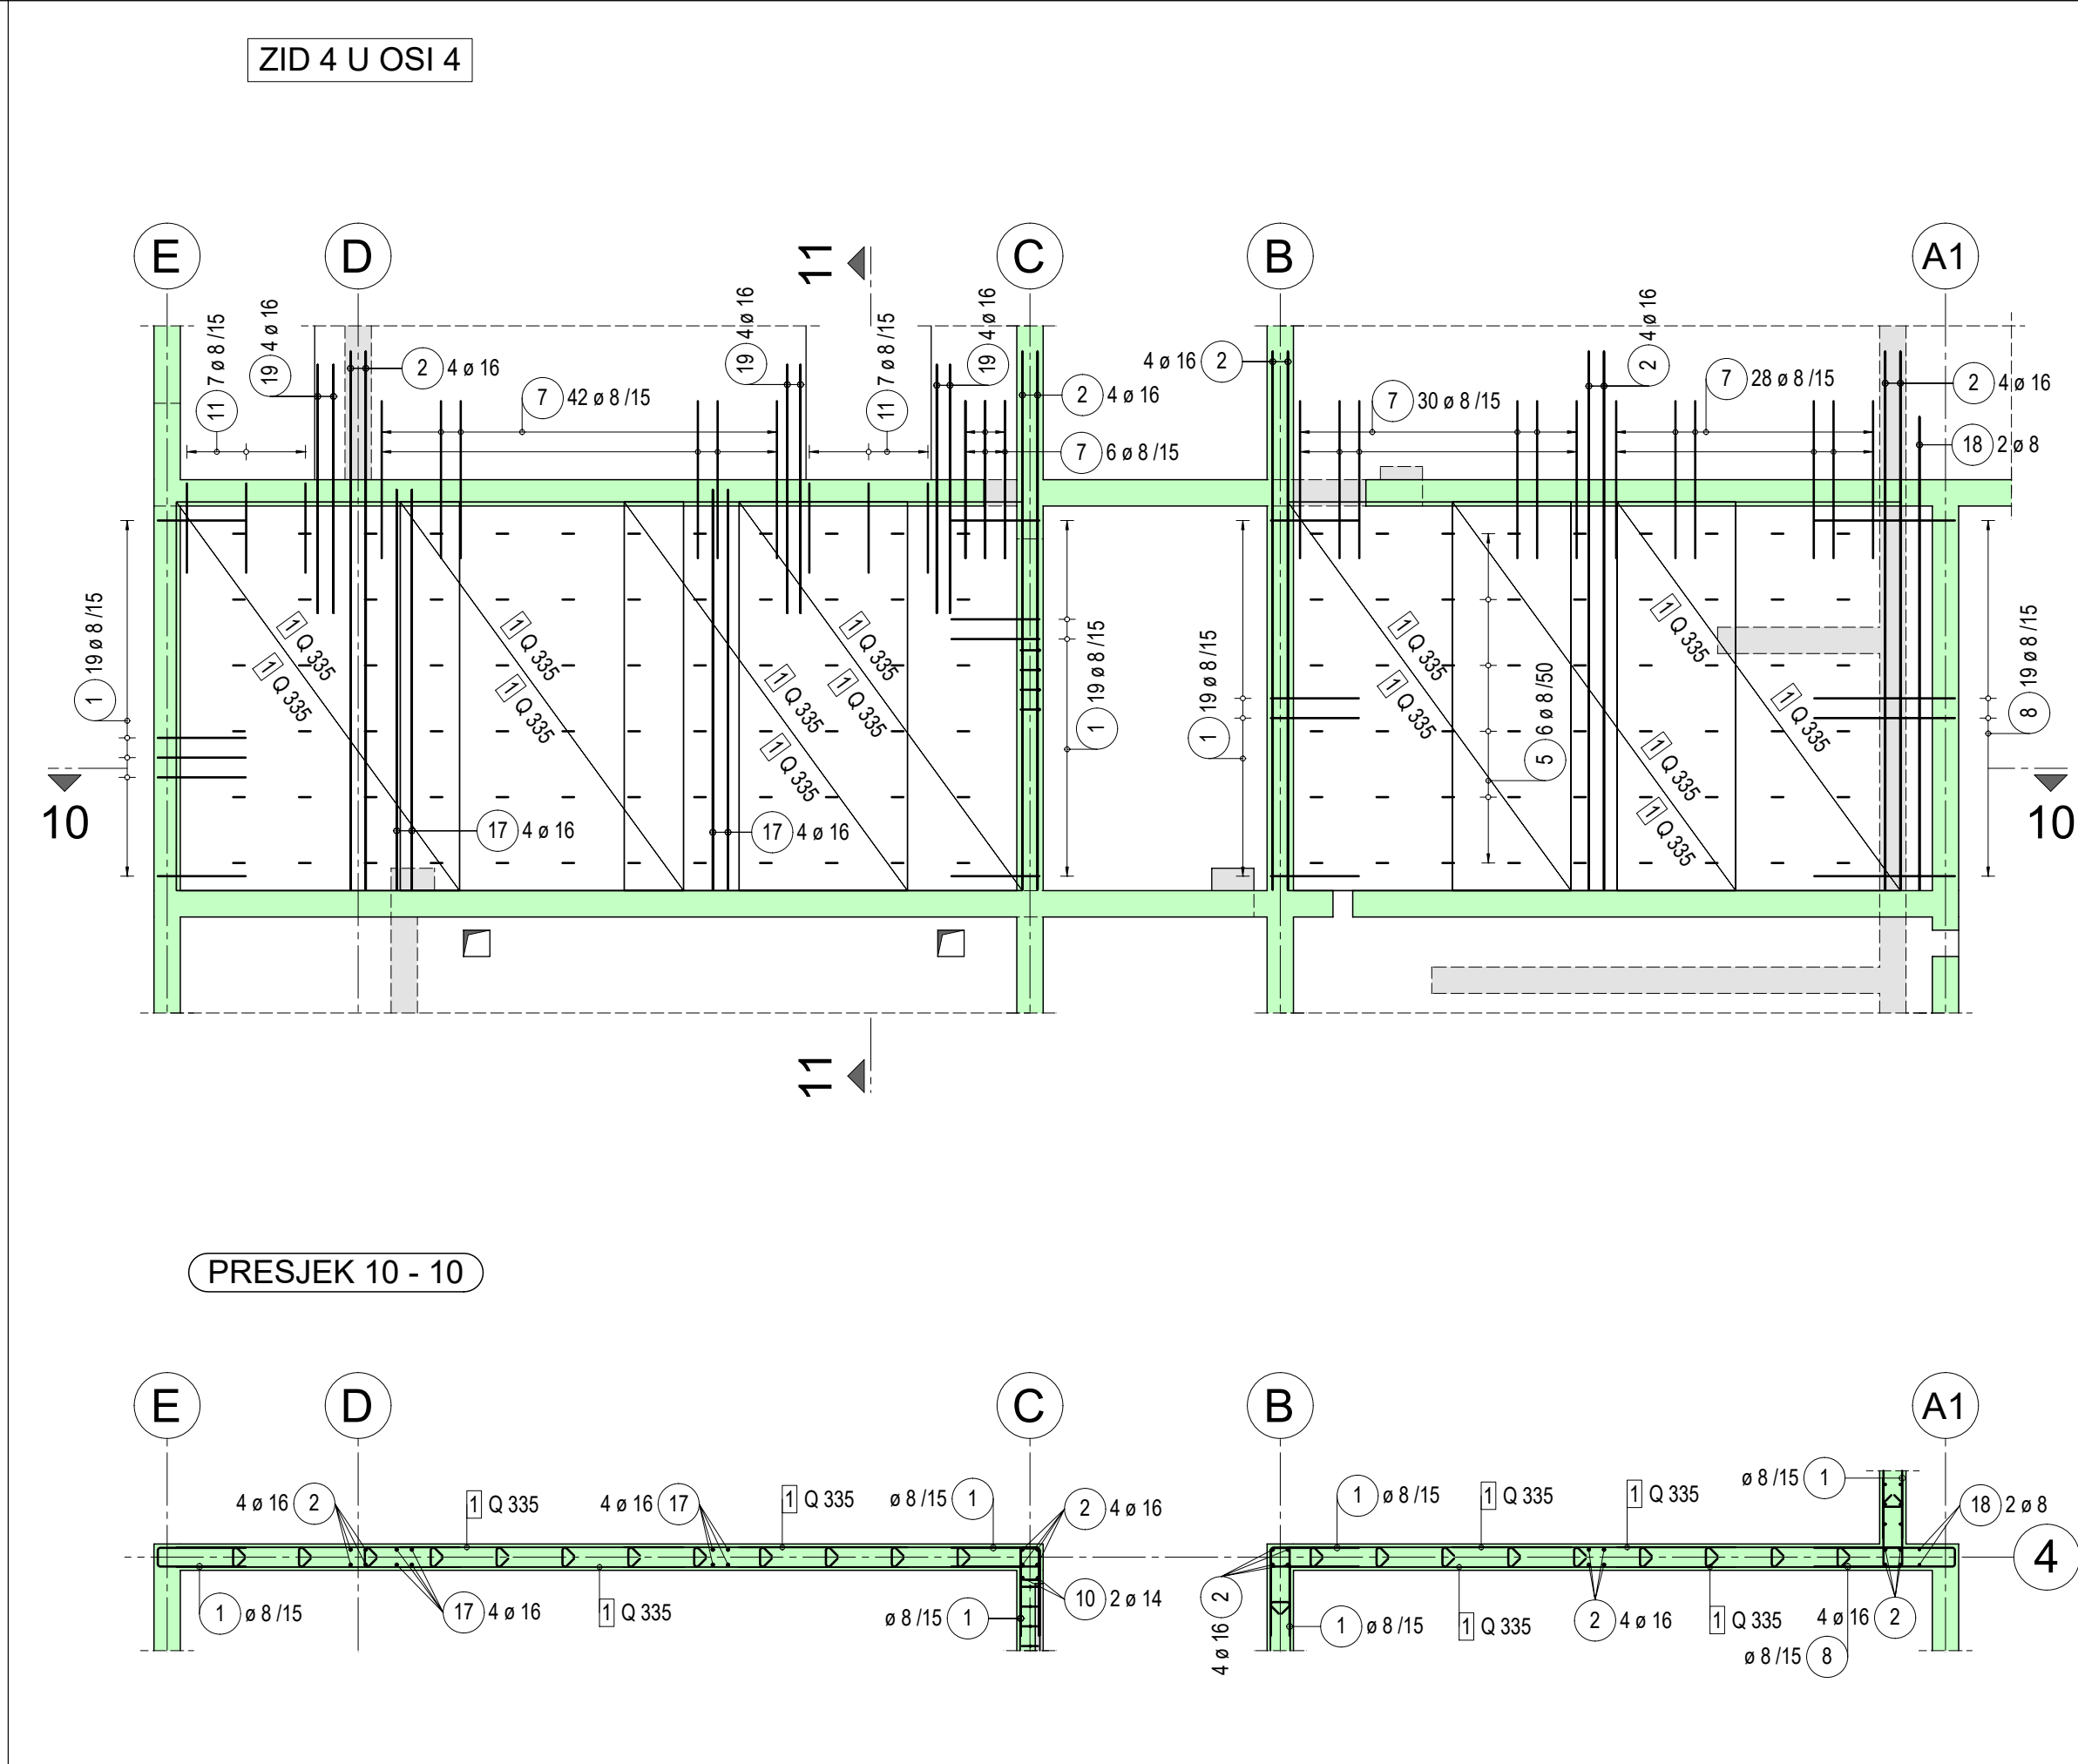 ZID 4 U OSI 4
E
D
11
C
B
A1
11 7 ø 8 /15
19 4 ø 16
2 4 ø 16
7 42 ø 8 /15
19 4 ø 16
11 7 ø 8 /15
19 4 ø 16
2 4 ø 16
7 6 ø 8 /15
4 ø 16 2
7 30 ø 8 /15
2 4 ø 16
7 28 ø 8 /15
2 4 ø 16
18 2 ø 8
1 19 ø 8 /15
1 Q 335
1 Q 335
1 Q 335
1 Q 335
1 Q 335
1 Q 335
1 Q 335
1 Q 335
1 19 ø 8 /15
1 19 ø 8 /15
1 Q 335
1 Q 335
5 6 ø 8 /50
1 Q 335
1 Q 335
1 Q 335
1 Q 335
8 19 ø 8 /15
10
17 4 ø 16
17 4 ø 16
10
11
PRESJEK 10 - 10
E
D
C
B
A1
4 ø 16 2
1 Q 335
4 ø 16 17
1 Q 335
ø 8 /15 1
2 4 ø 16
1 ø 8 /15
1 Q 335
1 Q 335
ø 8 /15 1
18 2 ø 8
4
1 ø 8 /15
17 4 ø 16
1 Q 335
ø 8 /15 1
10 2 ø 14
4 ø 16 2
1 ø 8 /15
1 Q 335
2 4 ø 16
1 Q 335
4 ø 16 2
ø 8 /15 8